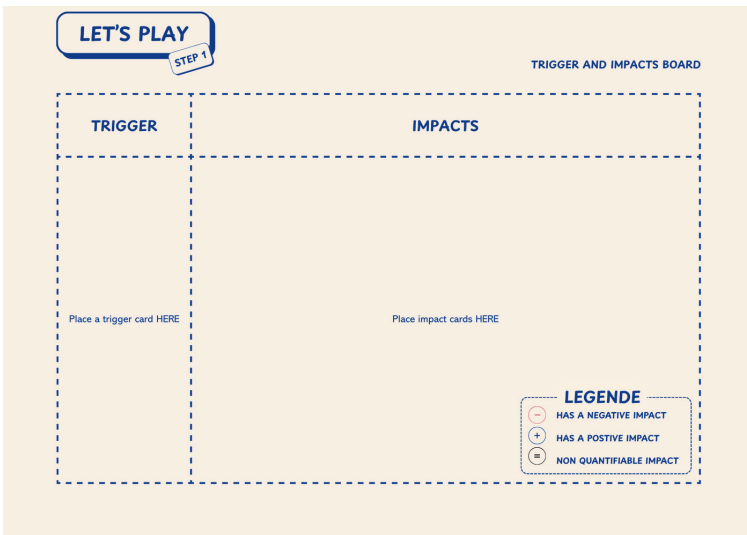 LET'S PLAY
STEP 1
TRIGGER AND IMPACTS BOARD
TRIGGER
IMPACTS
Place a trigger card HERE
Place impact cards HERE
LEGENDE
− HAS A NEGATIVE IMPACT
+ HAS A POSTIVE IMPACT
= NON QUANTIFIABLE IMPACT